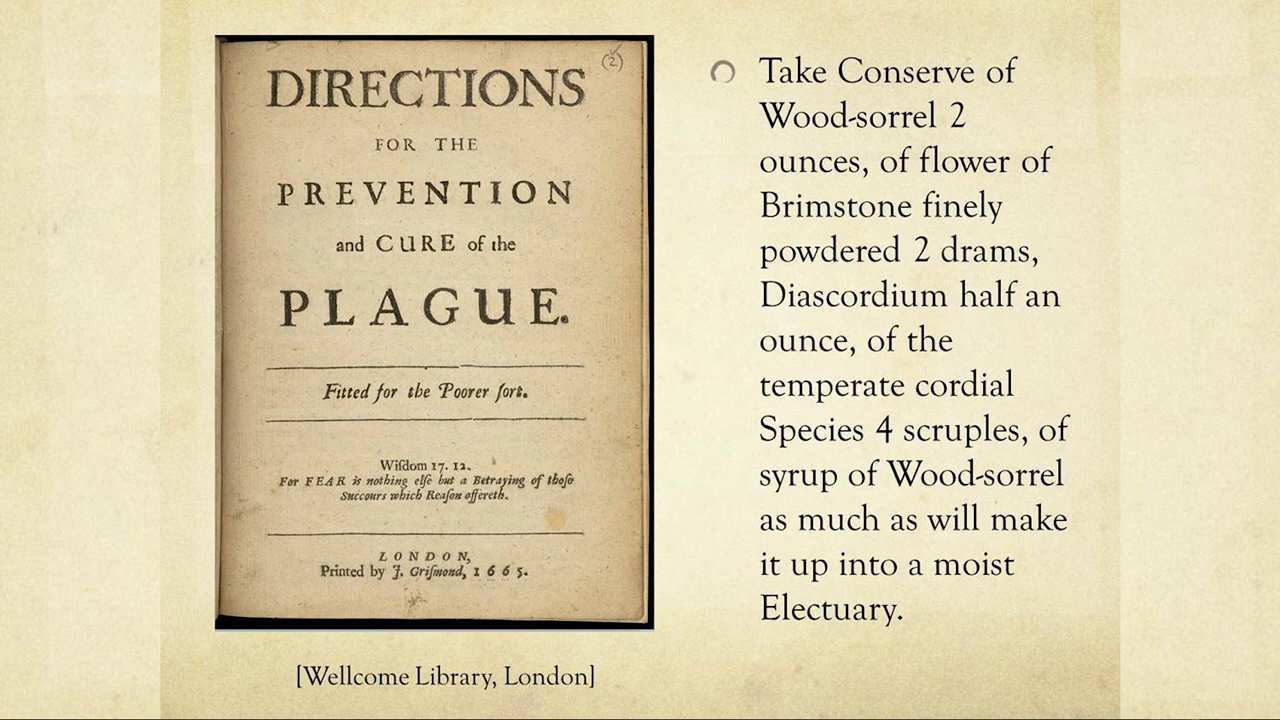 (2)
DIRECTIONS
FOR THE
PREVENTION
and CURE of the
PLAGUE.
Fitted for the Poorer ſort.
Wiſdom 17. 12.
For FEAR is nothing elſe but a Betraying of thoſe
Succours which Reaſon offereth.
LONDON,
Printed by J. Griſmond, 1665.
[Wellcome Library, London]
Take Conserve of
Wood-sorrel 2
ounces, of flower of
Brimstone finely
powdered 2 drams,
Diascordium half an
ounce, of the
temperate cordial
Species 4 scruples, of
syrup of Wood-sorrel
as much as will make
it up into a moist
Electuary.